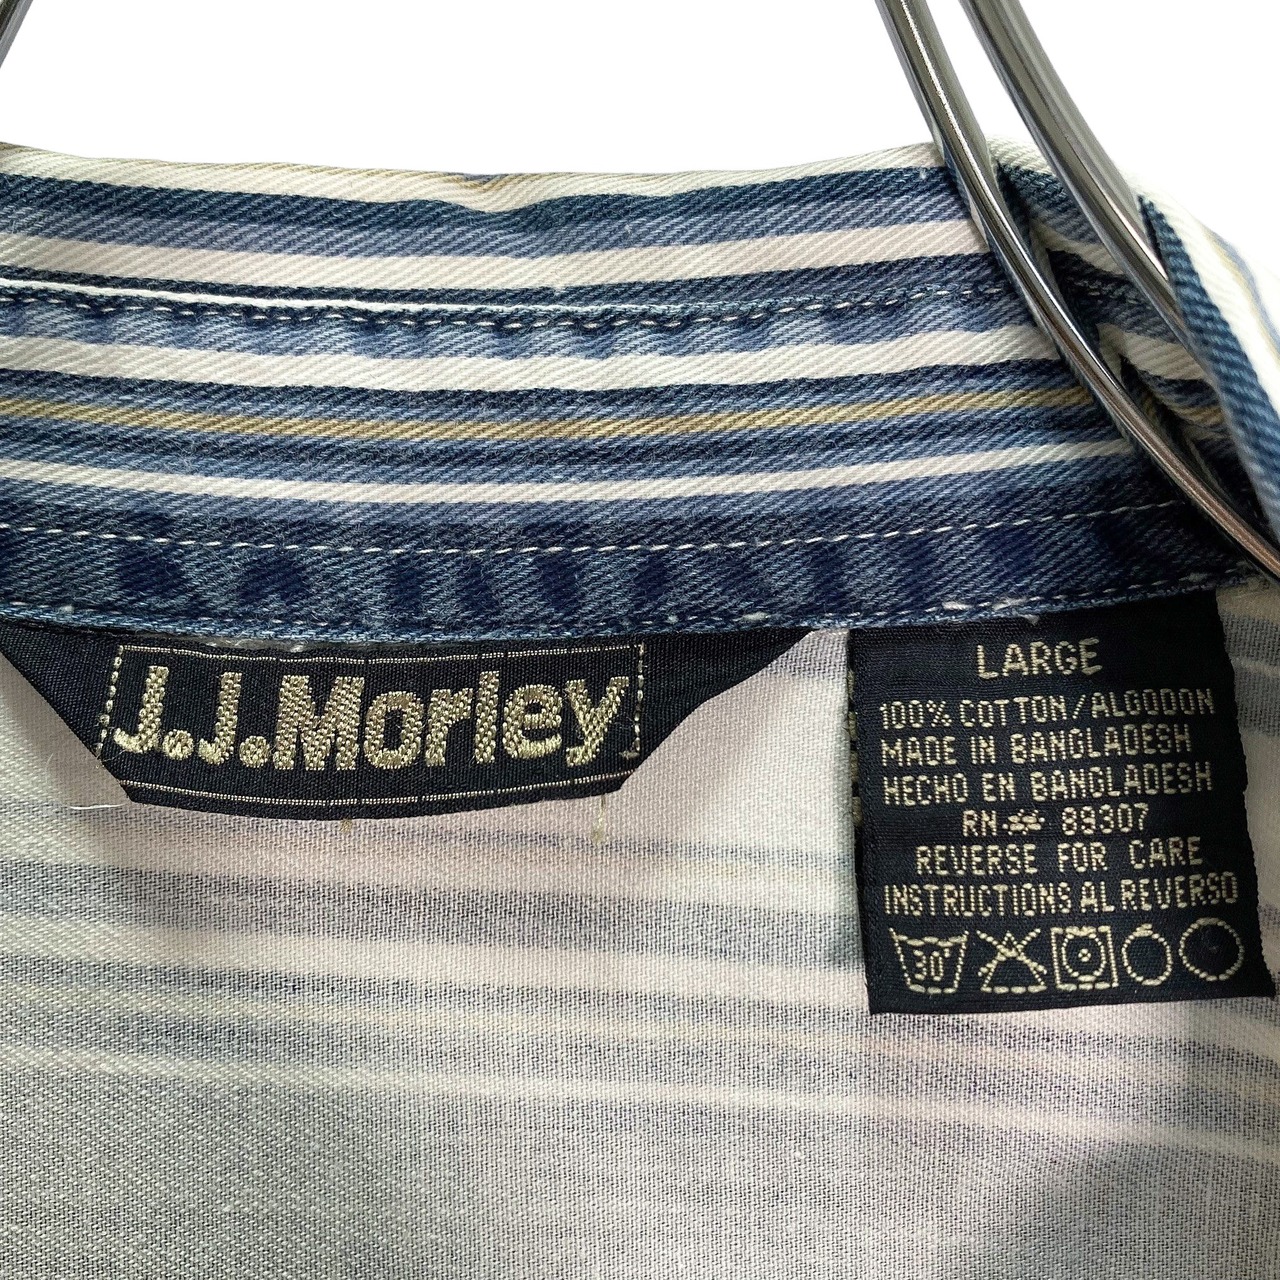 J.J.Morley
LARGE
100% COTTON/ALGODON
MADE IN BANGLADESH
HECHO EN BANGLADESH
RN# 89307
REVERSE FOR CARE
INSTRUCTIONS AL REVERSO
30°